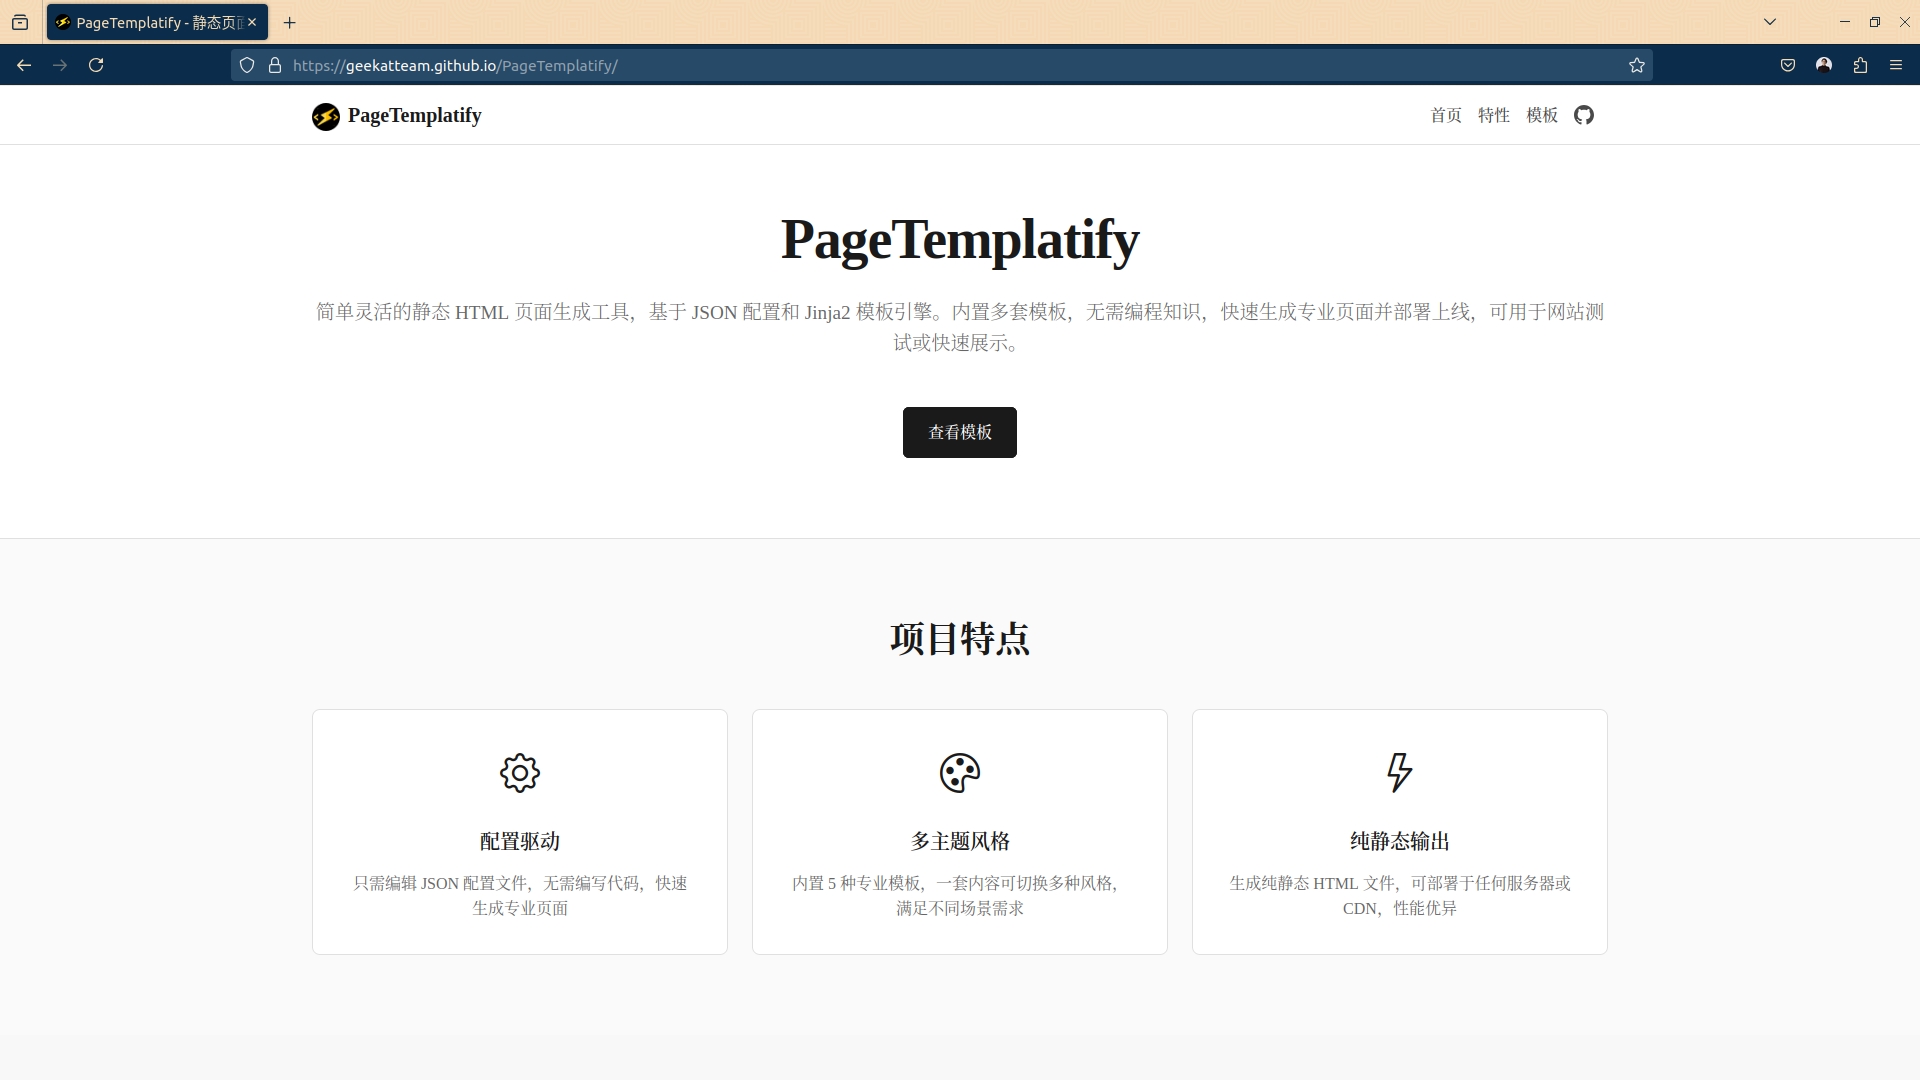 PageTemplatify - 静态页
https://geekatteam.github.io/PageTemplatify/
PageTemplatify
首页 特性 模板
PageTemplatify
简单灵活的静态 HTML 页面生成工具，基于 JSON 配置和 Jinja2 模板引擎。内置多套模板，无需编程知识，快速生成专业页面并部署上线，可用于网站测
试或快速展示。
查看模板
项目特点
配置驱动
只需编辑 JSON 配置文件，无需编写代码，快速
生成专业页面
多主题风格
内置 5 种专业模板，一套内容可切换多种风格，
满足不同场景需求
纯静态输出
生成纯静态 HTML 文件，可部署于任何服务器或
CDN，性能优异